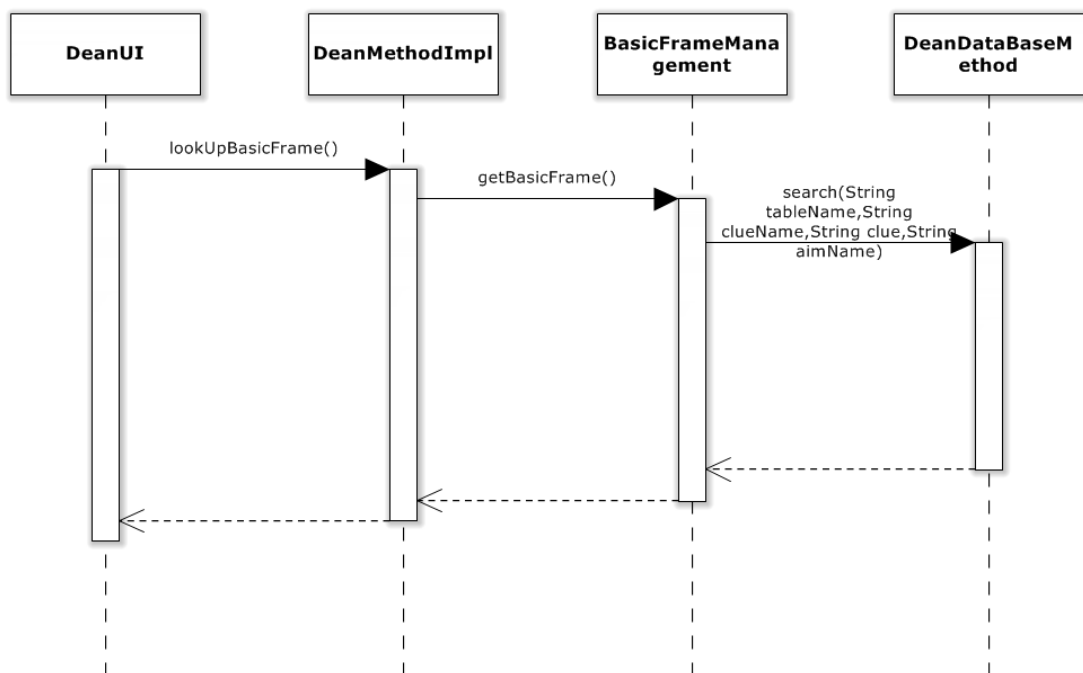 DeanUI
DeanMethodImpl
BasicFrameMana
gement
DeanDataBaseM
ethod
lookUpBasicFrame()
getBasicFrame()
search(String
tableName,String
clueName,String clue,String
aimName)